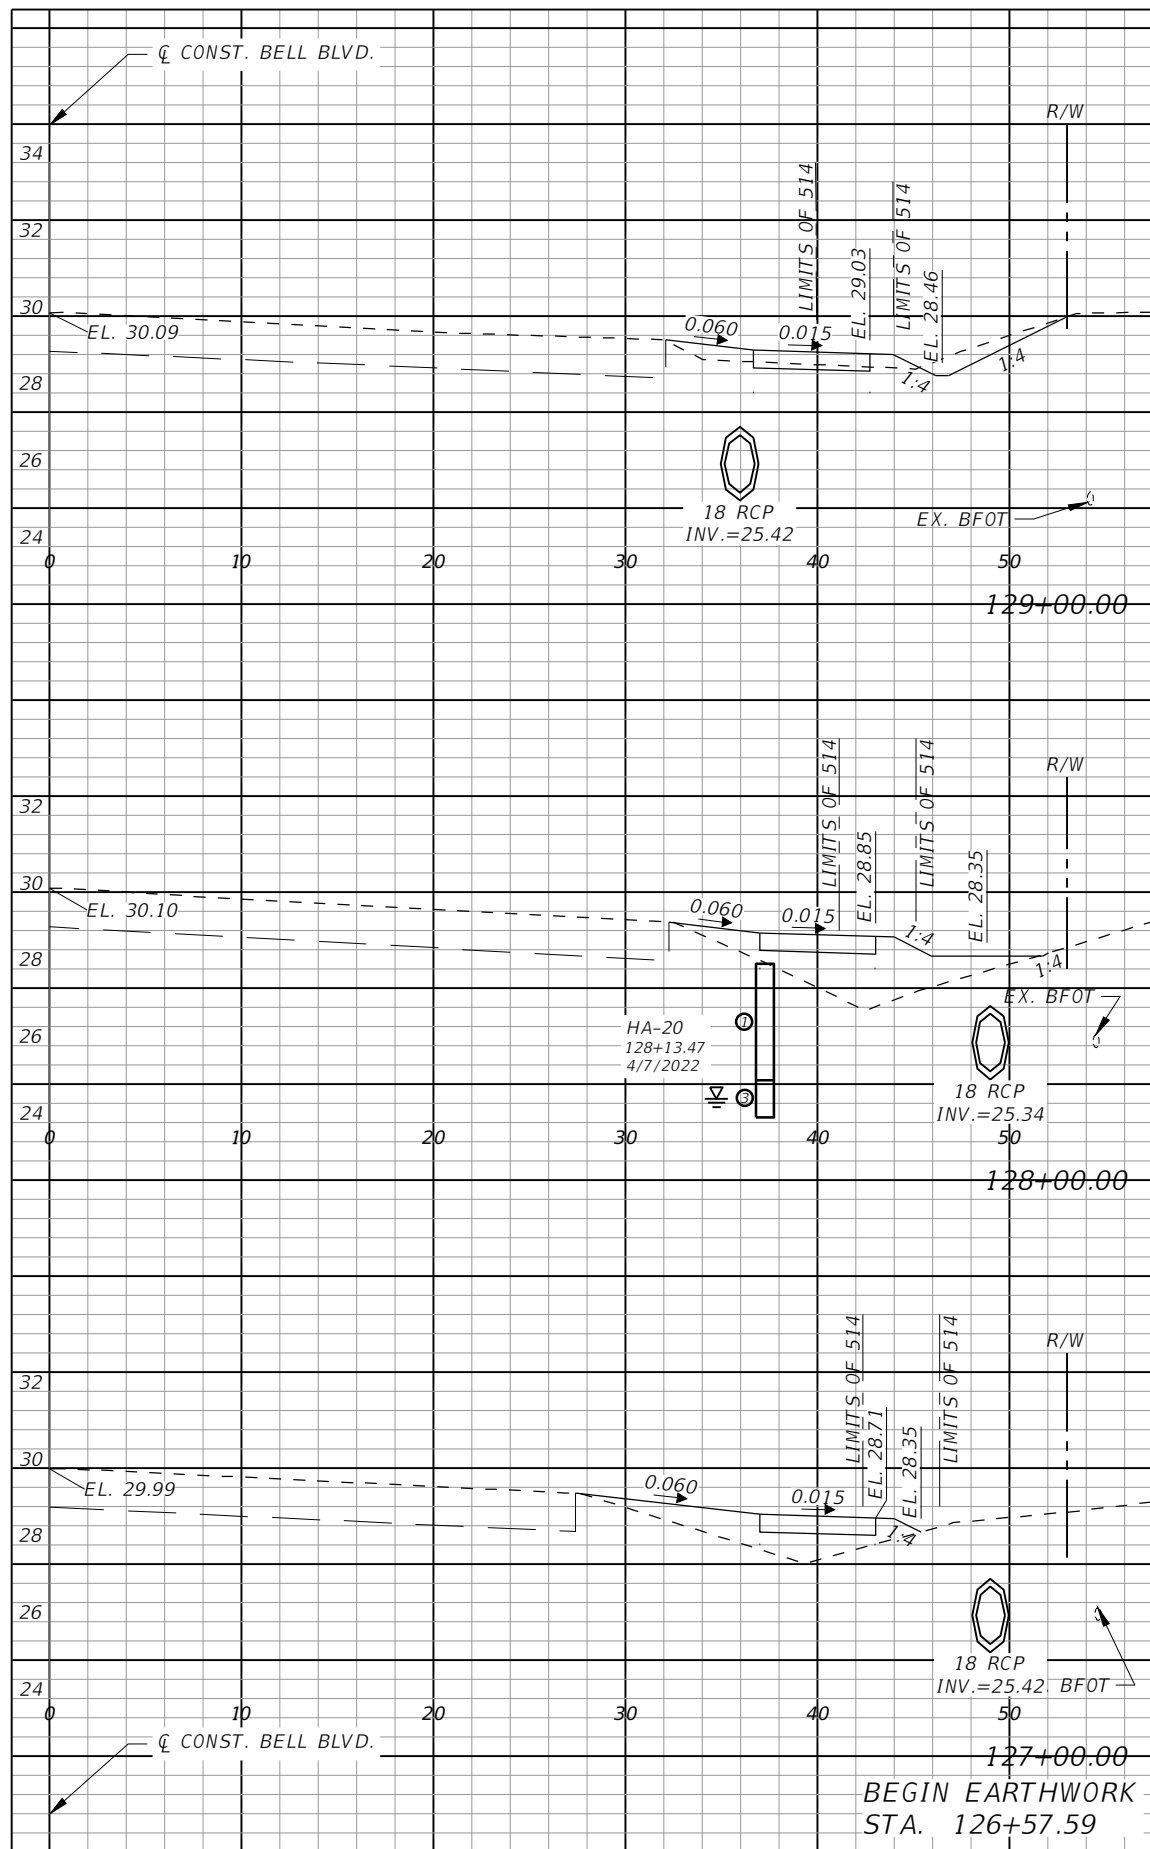 ℄ CONST. BELL BLVD.
R/W
34
LIMITS OF 514
LIMITS OF 514
32
EL. 29.03
EL. 28.46
30
EL. 30.09
0.060
0.015
28
1:4
1:4
26
18 RCP
INV.=25.42
EX. BFOT
24
0 10 20 30 40 50
129+00.00
R/W
LIMITS OF 514
LIMITS OF 514
32
EL. 28.85
EL. 28.35
30
EL. 30.10
0.060
0.015
1:4
28
1:4
EX. BFOT
26
HA-20
128+13.47
4/7/2022
1
3
18 RCP
INV.=25.34
24
0 10 20 30 40 50
128+00.00
R/W
LIMITS OF 514
LIMITS OF 514
32
EL. 28.71
EL. 28.35
30
EL. 29.99
0.060
0.015
28
1:4
26
18 RCP
INV.=25.42 BFOT
24
0 10 20 30 40 50
℄ CONST. BELL BLVD.
127+00.00
BEGIN EARTHWORK
STA. 126+57.59